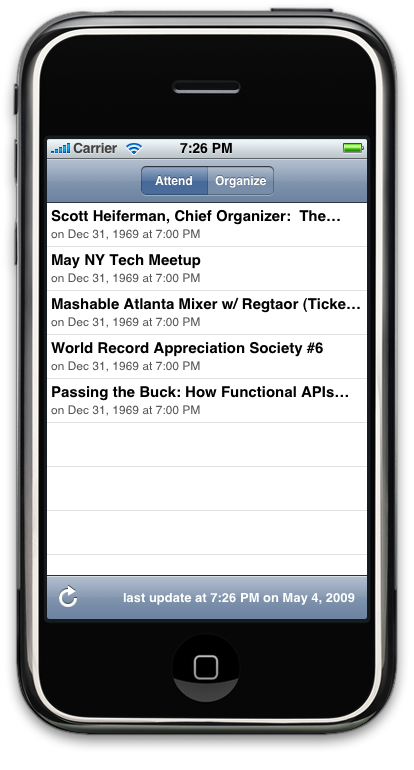 Carrier 7:26 PM
Attend Organize
Scott Heiferman, Chief Organizer: The…
on Dec 31, 1969 at 7:00 PM
May NY Tech Meetup
on Dec 31, 1969 at 7:00 PM
Mashable Atlanta Mixer w/ Regtaor (Ticke…
on Dec 31, 1969 at 7:00 PM
World Record Appreciation Society #6
on Dec 31, 1969 at 7:00 PM
Passing the Buck: How Functional APIs…
on Dec 31, 1969 at 7:00 PM
last update at 7:26 PM on May 4, 2009